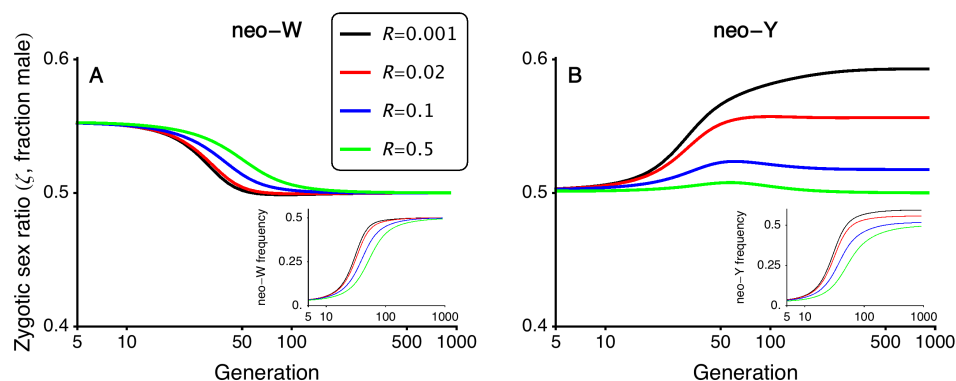 neo–W
neo–Y
R=0.001
R=0.02
R=0.1
R=0.5
Zygotic sex ratio (ζ, fraction male)
0.6
0.5
0.4
A
neo–W frequency
0.5
0.25
0.
5 10 100 1000
5 10 50 100 500 1000
Generation
0.6
0.5
0.4
B
neo–Y frequency
0.5
0.25
0.
5 10 100 1000
5 10 50 100 500 1000
Generation